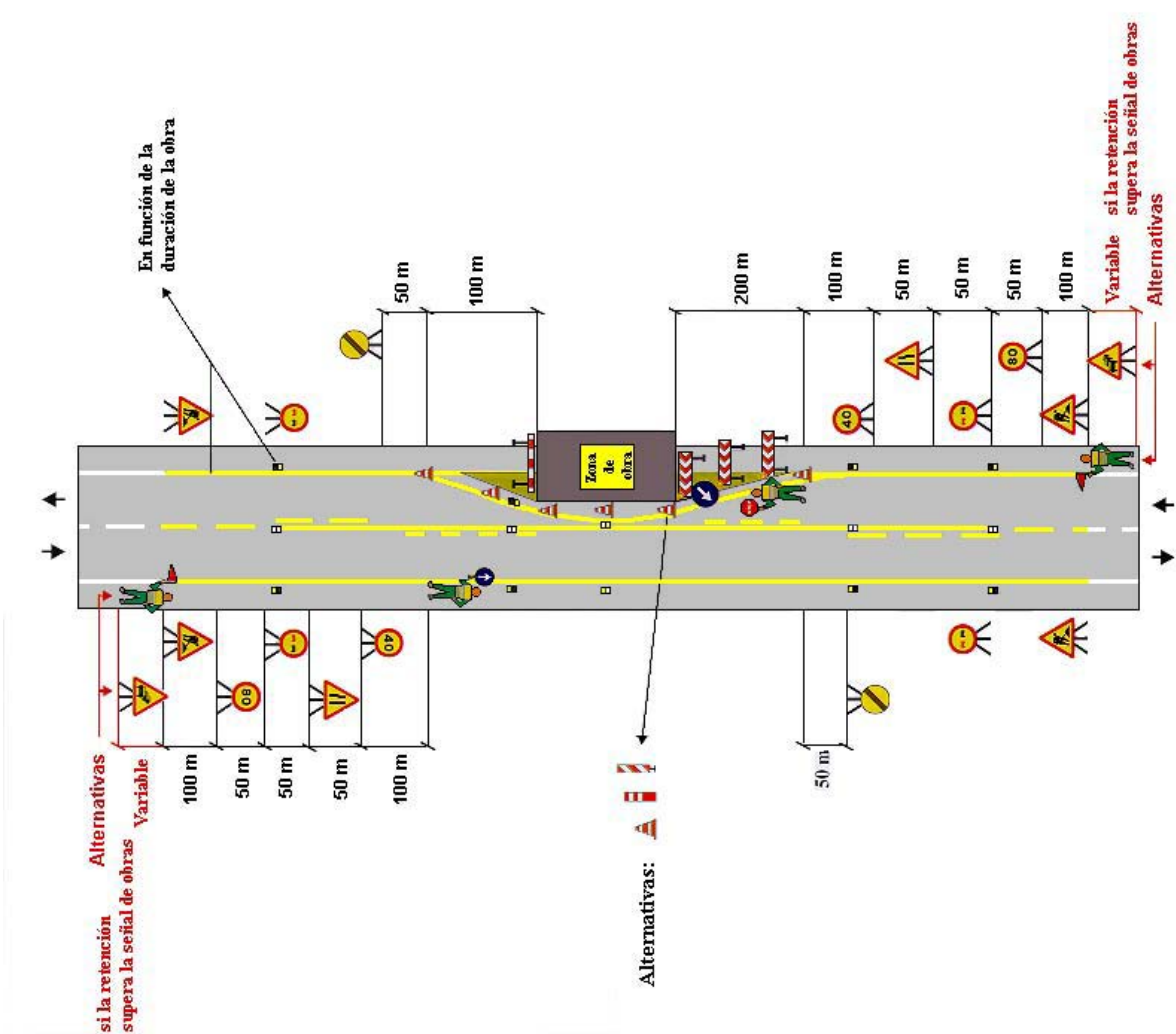 En función de la
duración de la obra
50 m
100 m
Zona
de
obra
200 m
100 m
50 m
50 m
50 m
100 m
Variable
si la retención
supera la señal de obras
Alternativas
40
80
si la retención
supera la señal de obras
Alternativas
Variable
100 m
50 m
50 m
50 m
100 m
80
40
50 m
Alternativas: